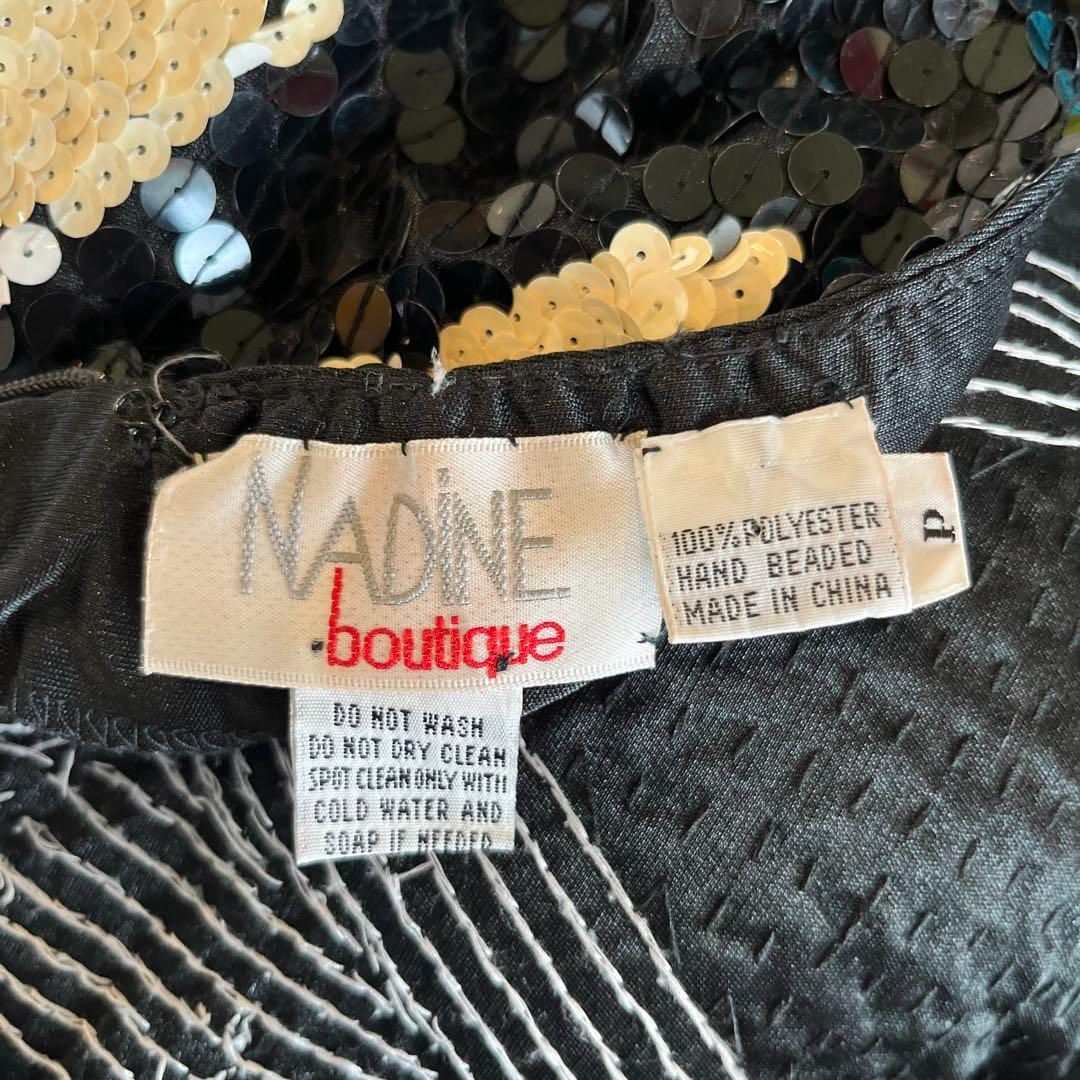 NADINE
boutique
100% POLYESTER
HAND BEADED
MADE IN CHINA
P
DO NOT WASH
DO NOT DRY CLEAN
SPOT CLEAN ONLY WITH
COLD WATER AND
SOAP IF NEEDED